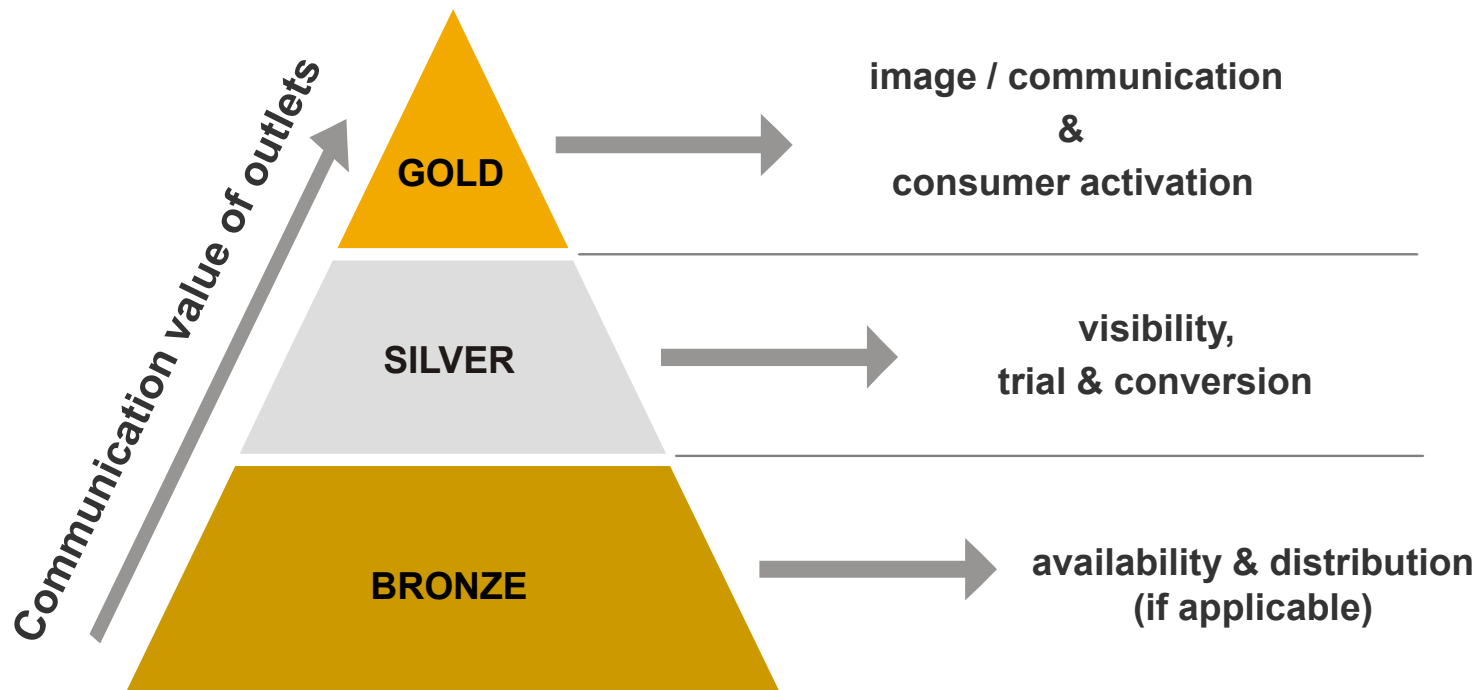 Communication value of outlets
GOLD
image / communication
&
consumer activation
SILVER
visibility,
trial & conversion
BRONZE
availability & distribution
(if applicable)